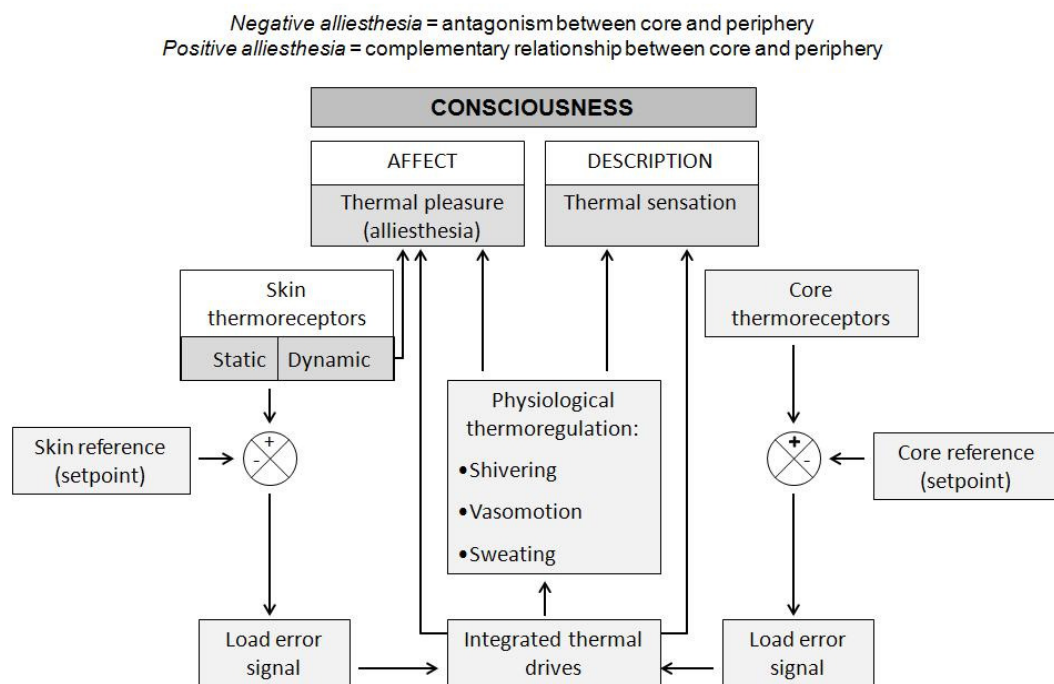 Negative alliesthesia = antagonism between core and periphery
Positive alliesthesia = complementary relationship between core and periphery
CONSCIOUSNESS
AFFECT
Thermal pleasure
(alliesthesia)
DESCRIPTION
Thermal sensation
Skin
thermoreceptors
Static
Dynamic
Core
thermoreceptors
Skin reference
(setpoint)
+
-
Physiological
thermoregulation:
•Shivering
•Vasomotion
•Sweating
+
-
Core reference
(setpoint)
Load error
signal
Integrated thermal
drives
Load error
signal